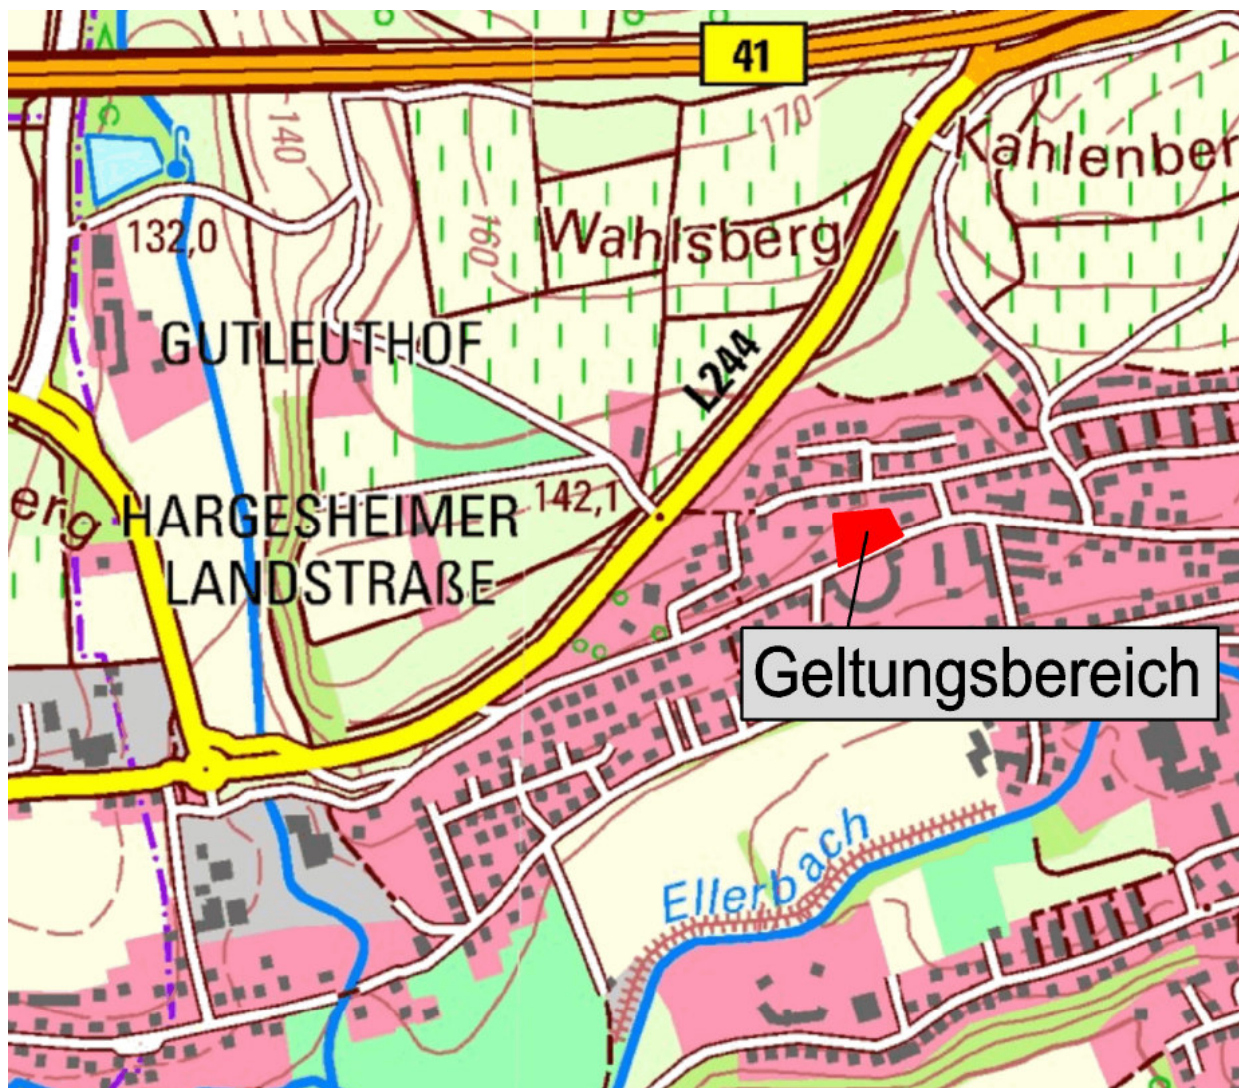 41
170
140
Kahlenber
132,0
160
Wahlsberg
GUTLEUTHOF
L244
erg
HARGESHEIMER
142,1
LANDSTRAßE
Geltungsbereich
Ellerbach